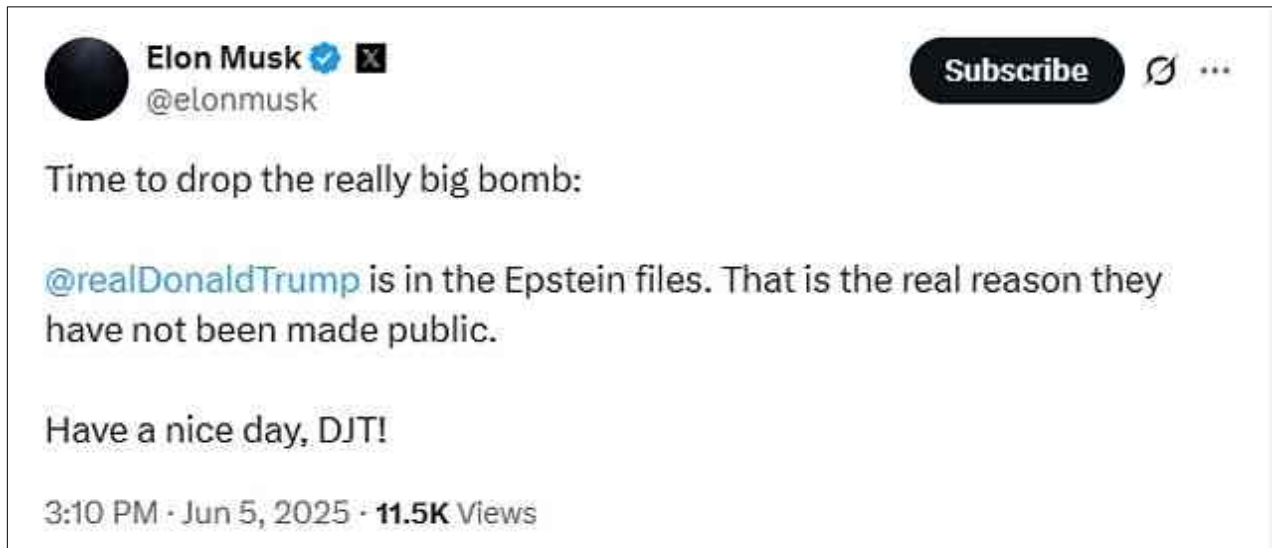 Elon Musk
@elonmusk
Subscribe
Time to drop the really big bomb:
@realDonaldTrump is in the Epstein files. That is the real reason they
have not been made public.
Have a nice day, DJT!
3:10 PM · Jun 5, 2025 · 11.5K Views